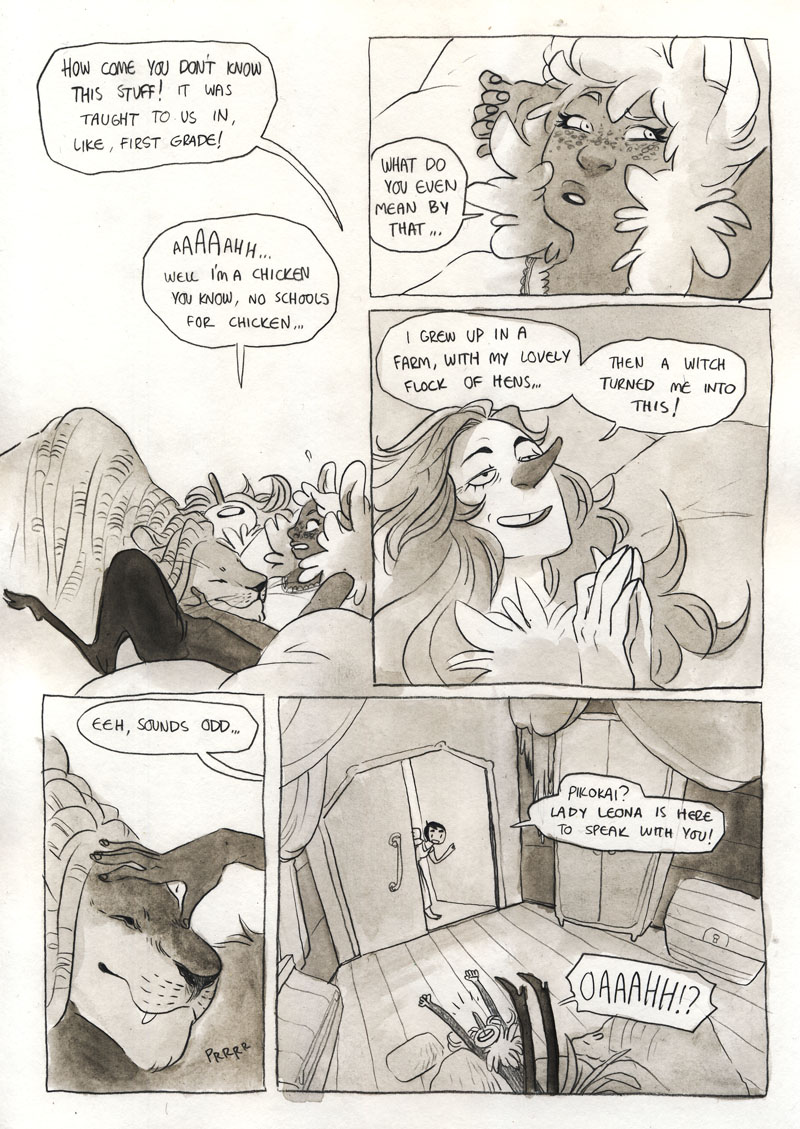 HOW COME YOU DON'T KNOW
THIS STUFF! IT WAS
TAUGHT TO US IN,
LIKE, FIRST GRADE!
AAAAAHH...
WELL I'M A CHICKEN
YOU KNOW, NO SCHOOLS
FOR CHICKEN...
WHAT DO
YOU EVEN
MEAN BY
THAT...
I GREW UP IN A
FARM, WITH MY LOVELY
FLOCK OF HENS...
THEN A WITCH
TURNED ME INTO
THIS!
EEH, SOUNDS ODD...
PRRRR
PIKOKAI?
LADY LEONA IS HERE
TO SPEAK WITH YOU!
OAAAHH!?